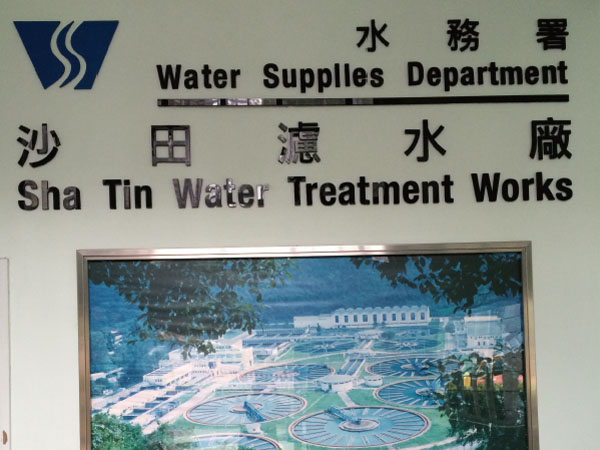 水務署
Water Supplies Department
沙田濾水廠
Sha Tin Water Treatment Works